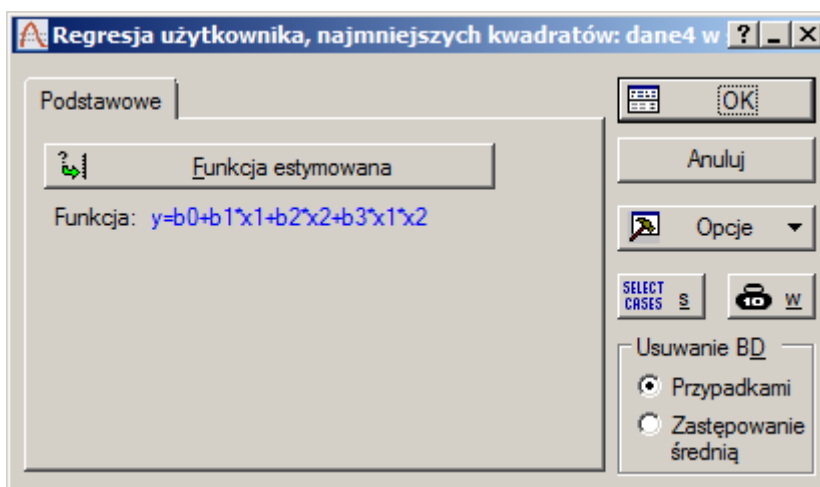 Regresja użytkownika, najmniejszych kwadratów: dane4 w
Podstawowe
Funkcja estymowana
Funkcja: y=b0+b1*x1+b2*x2+b3*x1*x2
OK
Anuluj
Opcje
SELECT CASES S
10 W
Usuwanie BD
Przypadkami
Zastępowanie
średnią